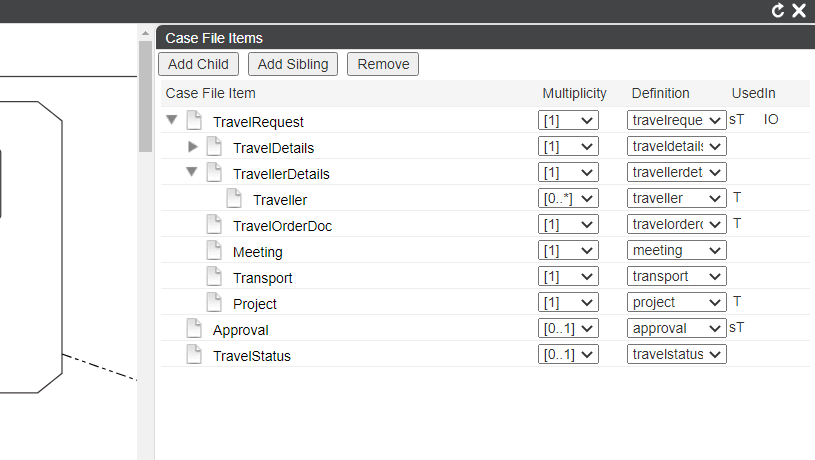 Case File Items
Add Child Add Sibling Remove
Case File Item Multiplicity Definition UsedIn
TravelRequest [1] travelreque sT IO
TravelDetails [1] traveldetails
TravellerDetails [1] travellerdet
Traveller [0..*] traveller T
TravelOrderDoc [1] travelorderd T
Meeting [1] meeting
Transport [1] transport
Project [1] project T
Approval [0..1] approval sT
TravelStatus [0..1] travelstatus